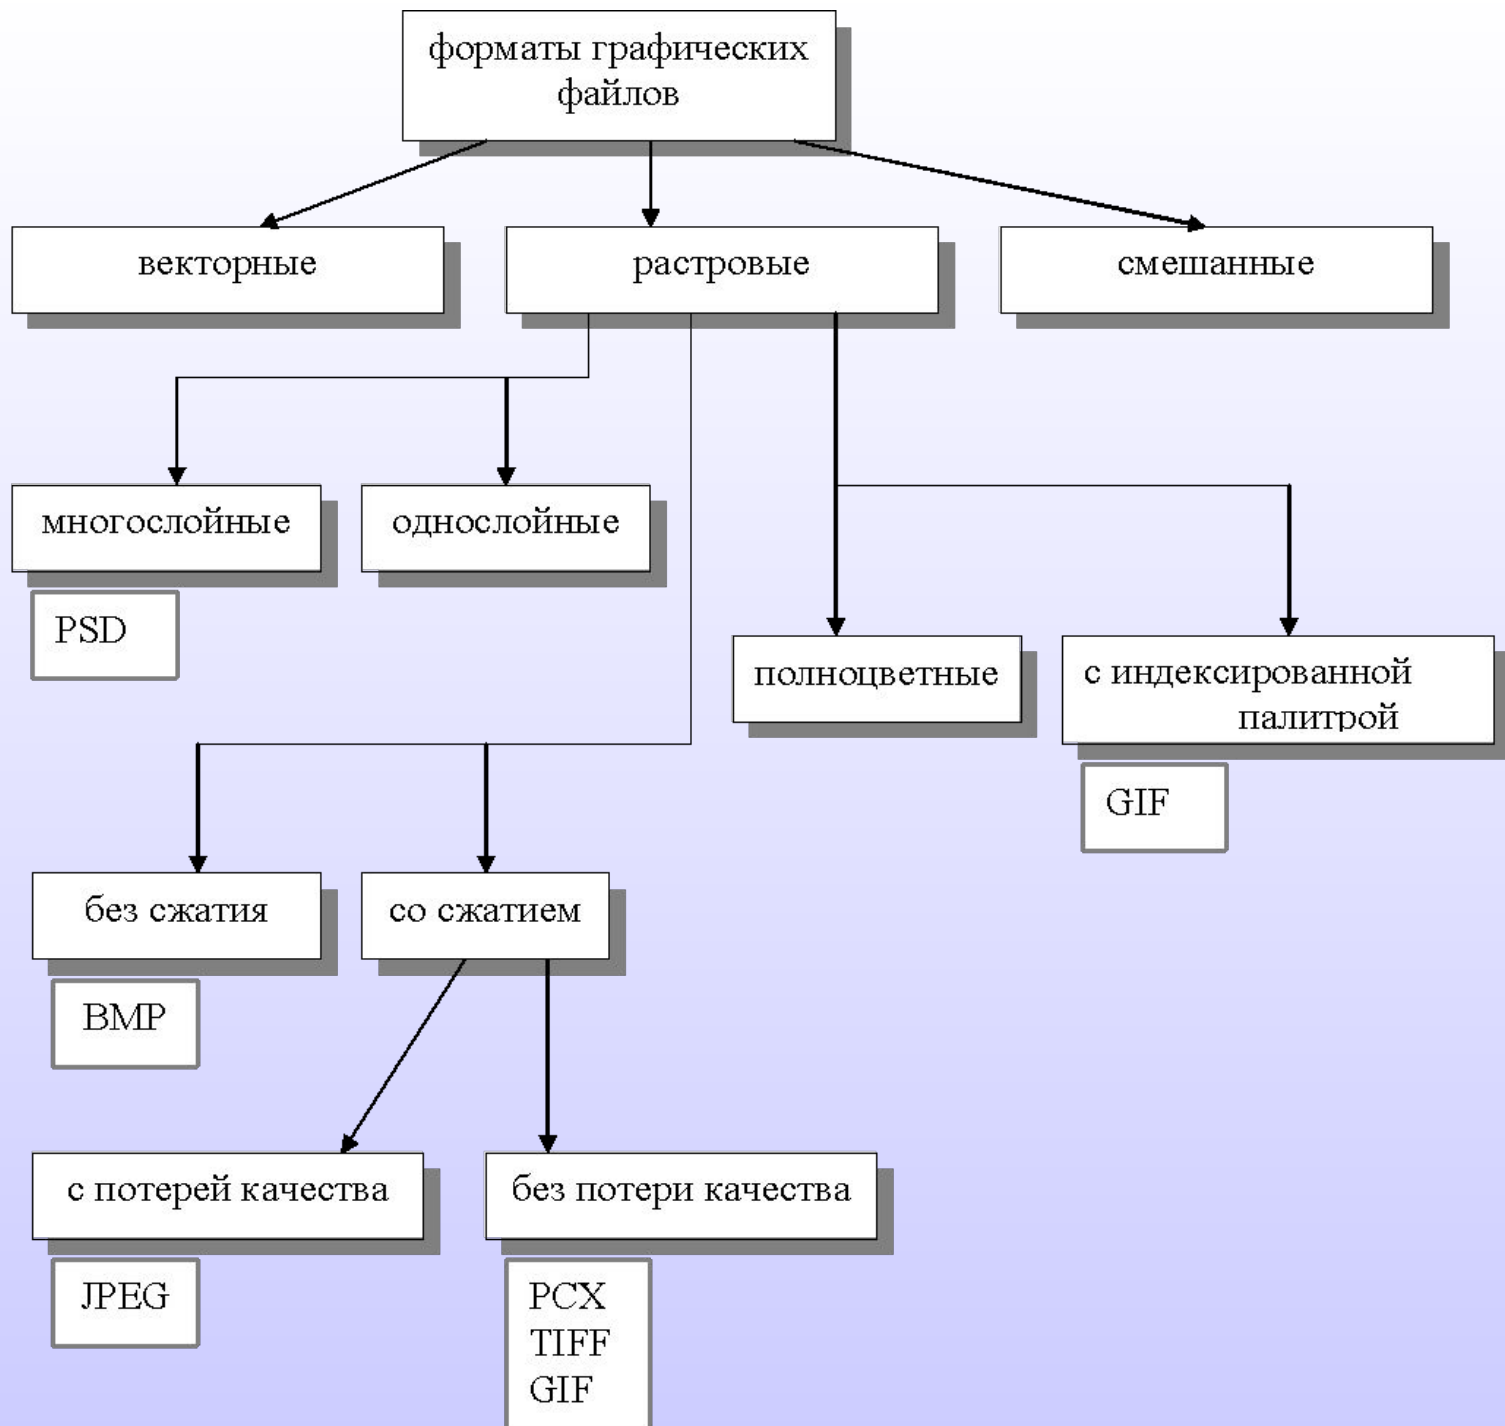 форматы графических
файлов
векторные
растровые
смешанные
многослойные
однослойные
PSD
полноцветные
с индексированной
палитрой
GIF
без сжатия
со сжатием
BMP
с потерей качества
без потери качества
JPEG
PCX
TIFF
GIF